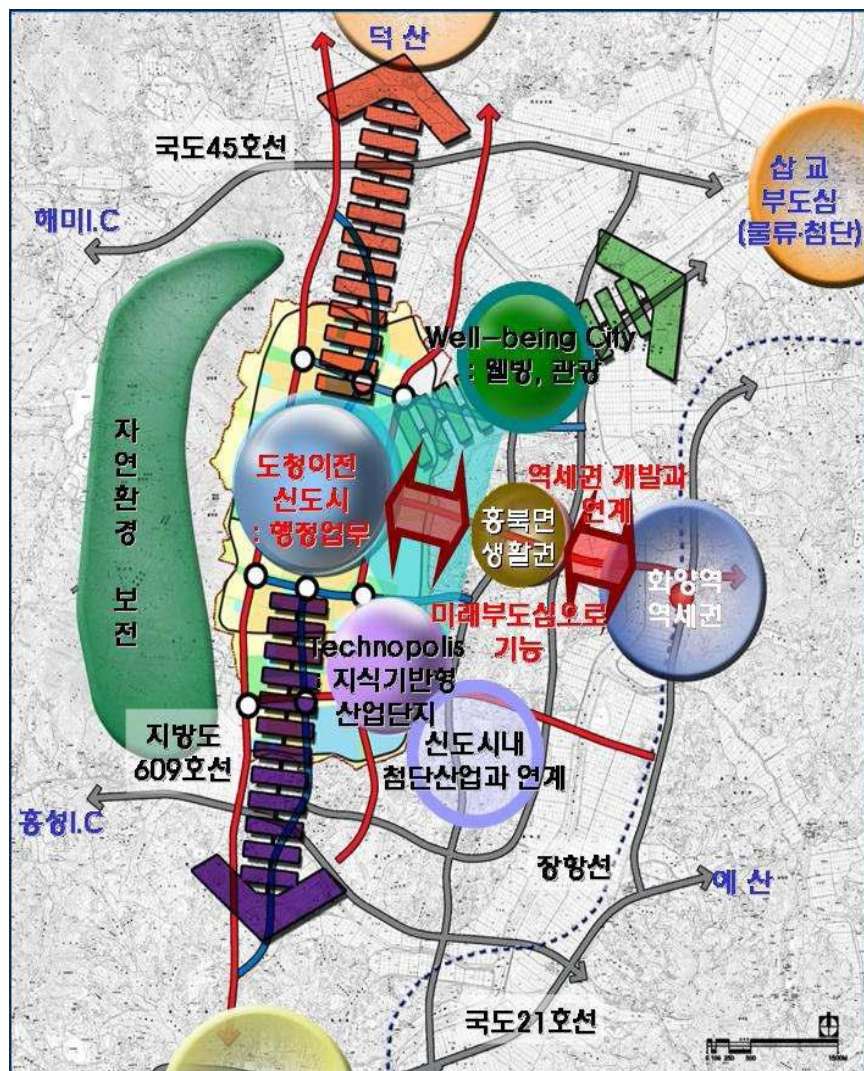 덕 산
국도45호선
삽 교
부도심
(물류·첨단)
해미I.C
Well-being City
: 웰빙, 관광
자연환경 보전
도청이전
신도시
: 행정업무
역세권 개발과
연계
홍북면
생활권
화양역
역세권
미래부도심으로
기능
Technopolis
: 지식기반형
산업단지
지방도
609호선
신도시내
첨단산업과 연계
홍성I.C
장항선
예 산
국도21호선